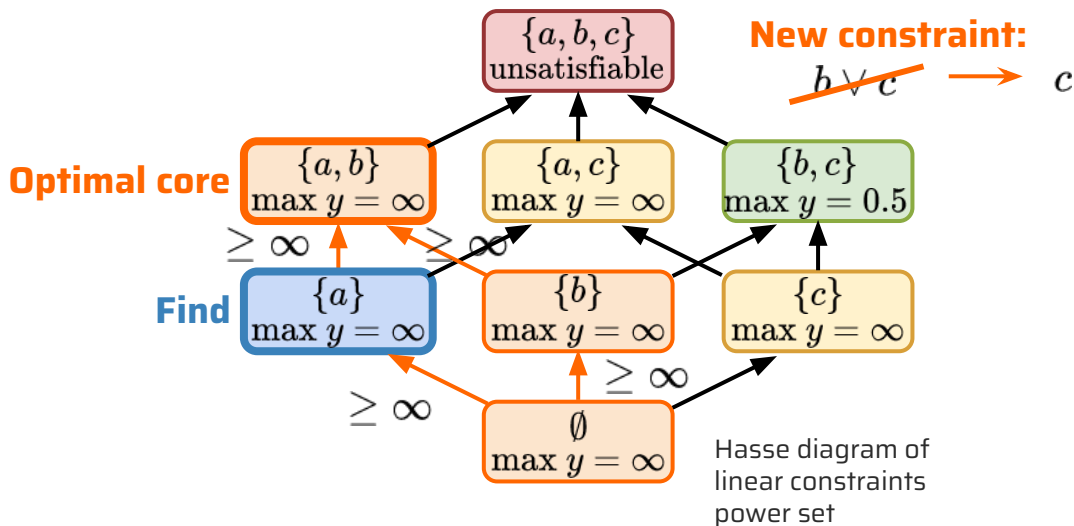 {a, b, c}
unsatisfiable
New constraint:
b ∨ c → c
Optimal core
{a, b}
max y = ∞
{a, c}
max y = ∞
{b, c}
max y = 0.5
≥ ∞
≥ ∞
Find
{a}
max y = ∞
{b}
max y = ∞
{c}
max y = ∞
≥ ∞
≥ ∞
∅
max y = ∞
Hasse diagram of
linear constraints
power set